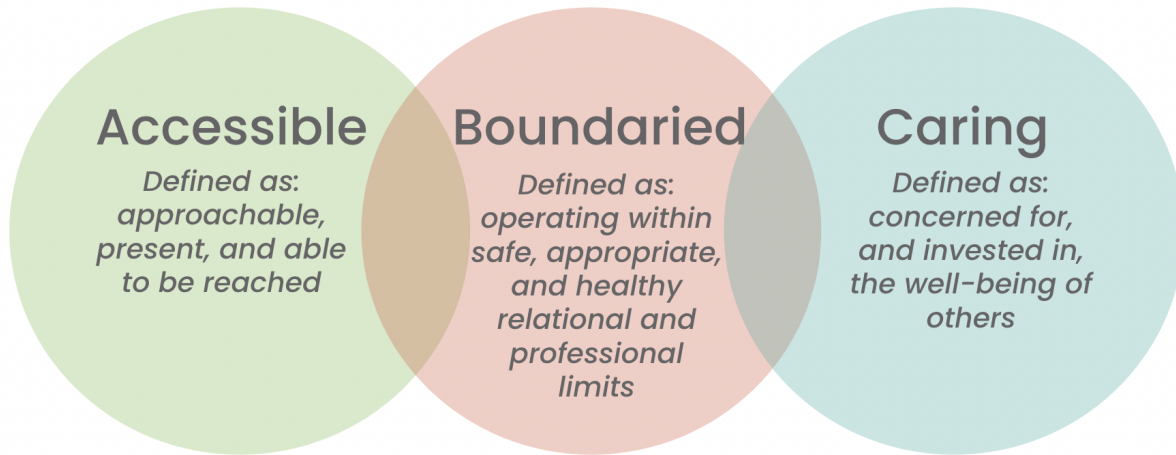 Accessible
Defined as:
approachable,
present, and able
to be reached
Boundaried
Defined as:
operating within
safe, appropriate,
and healthy
relational and
professional
limits
Caring
Defined as:
concerned for,
and invested in,
the well-being of
others